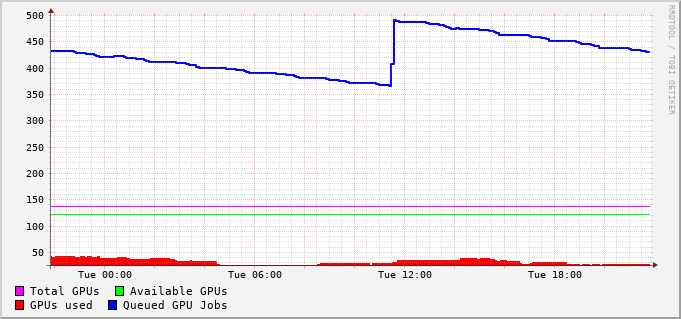 500
450
400
350
300
250
200
150
100
50
Tue 00:00 Tue 06:00 Tue 12:00 Tue 18:00
Total GPUs Available GPUs
GPUs used Queued GPU Jobs
RRDTOOL / TOBI OETIKER